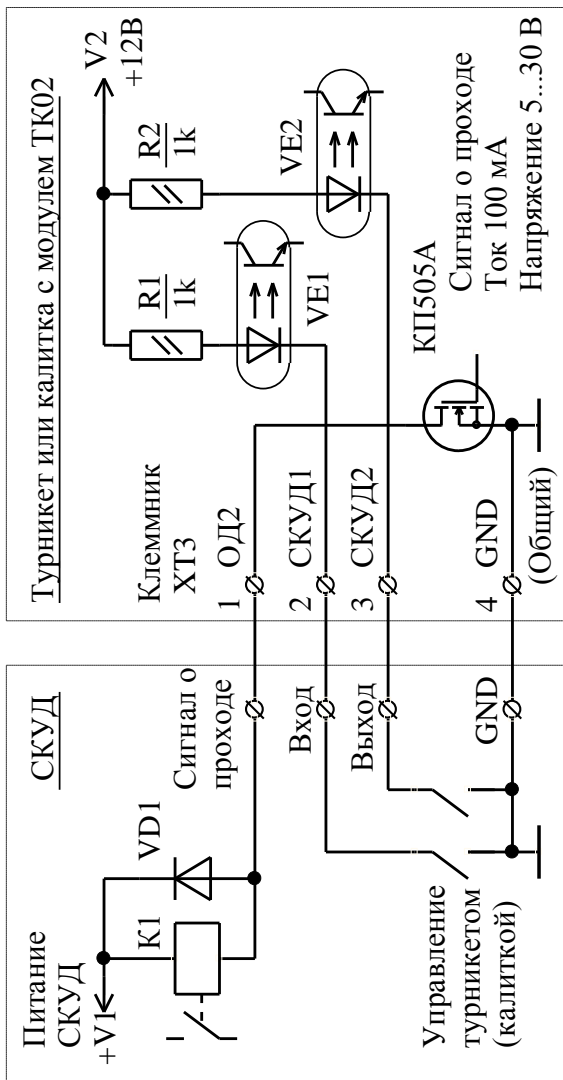 СКУД
Питание
СКУД
+V1
K1
VD1
Сигнал о
проходе
Вход
Выход
GND
Управление
турникетом
(калиткой)
Турникет или калитка с модулем ТК02
Клеммник
ХТ3
1 ОД2
2 СКУД1
3 СКУД2
4 GND
(Общий)
V2
+12В
R1
1k
R2
1k
VE1
VE2
КП505А
Сигнал о проходе
Ток 100 мА
Напряжение 5...30 В